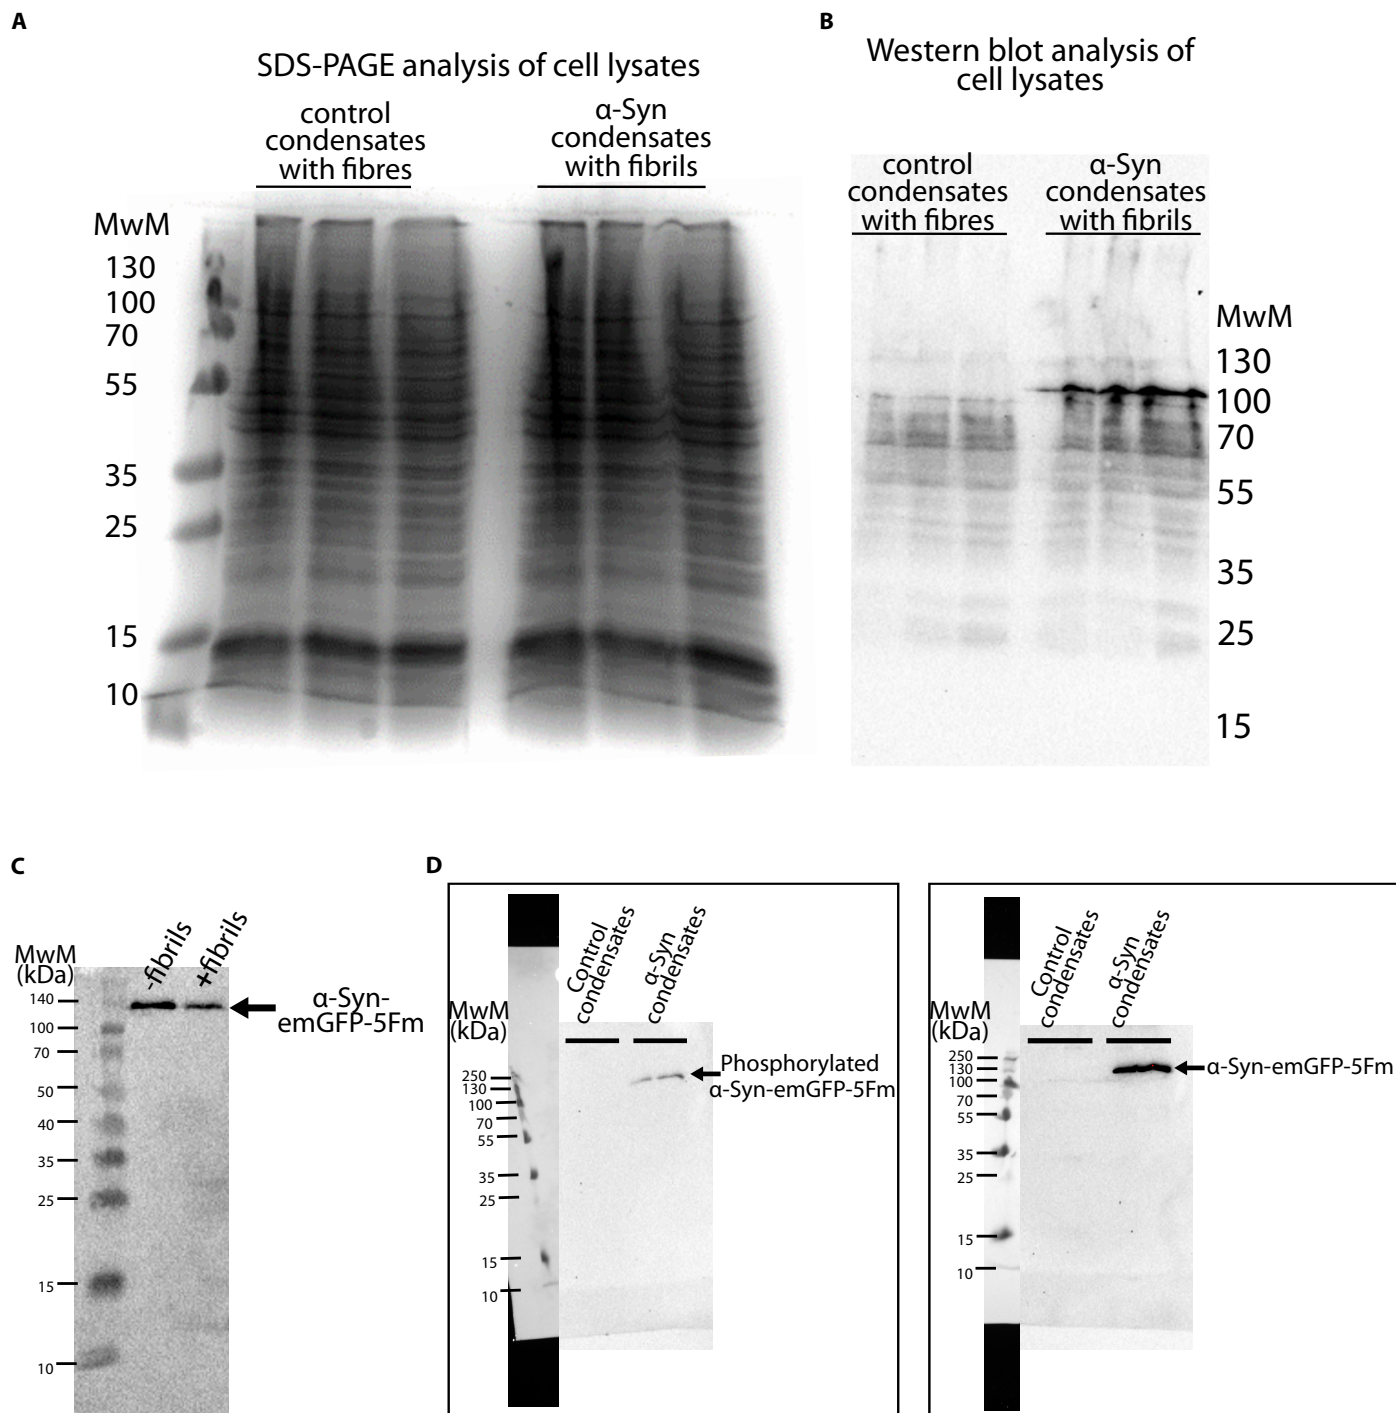 A
SDS-PAGE analysis of cell lysates
control
condensates
with fibres
α-Syn
condensates
with fibrils
MwM
130
100
70
55
35
25
15
10
B
Western blot analysis of
cell lysates
control
condensates
with fibres
α-Syn
condensates
with fibrils
MwM
130
100
70
55
35
25
15
C
MwM
(kDa)
-fibrils
+fibrils
140
100
70
50
40
35
25
15
10
α-Syn-
emGFP-5Fm
D
Control
condensates
α-Syn
condensates
MwM
(kDa)
250
130
100
70
55
35
25
15
10
Phosphorylated
α-Syn-emGFP-5Fm
Control
condensates
α-Syn
condensates
MwM
(kDa)
250
130
100
70
55
35
25
15
10
α-Syn-emGFP-5Fm